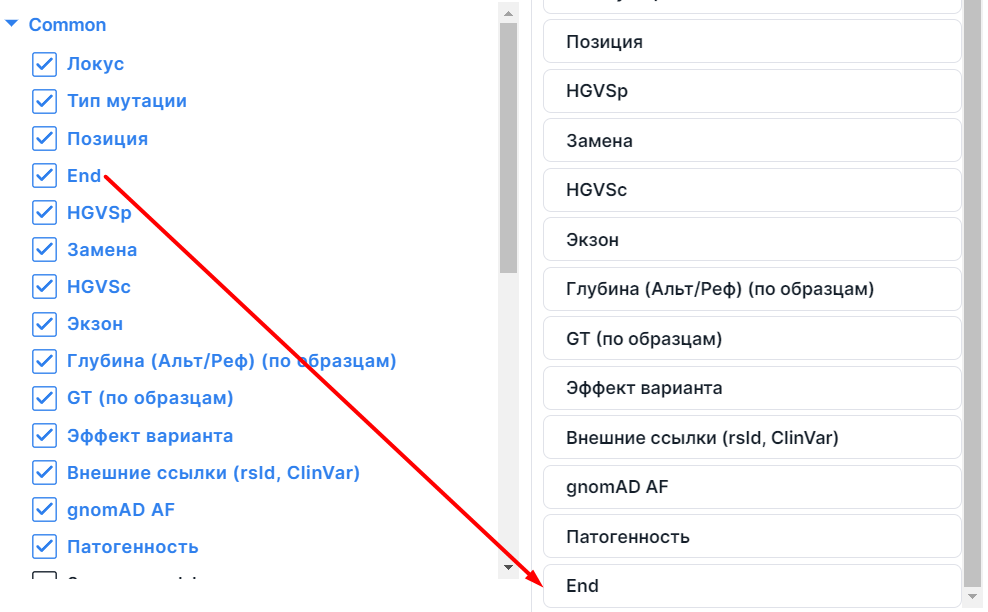 Common
Локус
Тип мутации
Позиция
End
HGVSp
Замена
HGVSc
Экзон
Глубина (Альт/Реф) (по образцам)
GT (по образцам)
Эффект варианта
Внешние ссылки (rsId, ClinVar)
gnomAD AF
Патогенность
Позиция
HGVSp
Замена
HGVSc
Экзон
Глубина (Альт/Реф) (по образцам)
GT (по образцам)
Эффект варианта
Внешние ссылки (rsId, ClinVar)
gnomAD AF
Патогенность
End